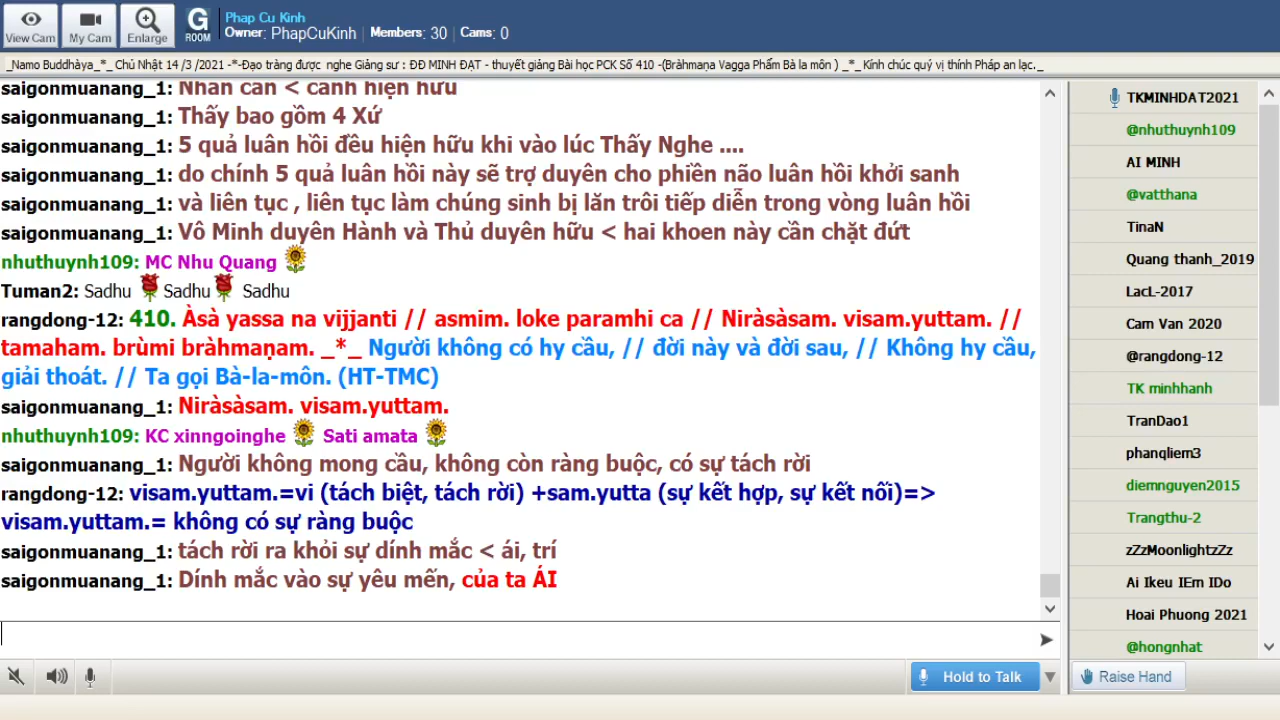 View Cam
My Cam
Enlarge
G
ROOM
Phap Cu Kinh
Owner: PhapCuKinh | Members: 30 | Cams: 0
_Namo Buddhàya_*_ Chủ Nhật 14 /3 /2021 -*-Đạo tràng được nghe Giảng sư : ĐĐ MINH ĐẠT - thuyết giảng Bài học PCK Số 410 -(Bràhmaṇa Vagga Phẩm Bà la môn ) _*_ Kính chúc quý vị thính Pháp an lạc._
saigonmuanang_1: Nhãn căn < cảnh hiện hữu
saigonmuanang_1: Thấy bao gồm 4 Xứ
saigonmuanang_1: 5 quả luân hồi đều hiện hữu khi vào lúc Thấy Nghe ....
saigonmuanang_1: do chính 5 quả luân hồi này sẽ trợ duyên cho phiền não luân hồi khởi sanh
saigonmuanang_1: và liên tục , liên tục làm chúng sinh bị lăn trôi tiếp diễn trong vòng luân hồi
saigonmuanang_1: Vô Minh duyên Hành và Thủ duyên hữu < hai khoen này cần chặt đứt
nhuthuynh109: MC Nhu Quang
Tuman2: Sadhu Sadhu Sadhu
rangdong-12: 410. Àsà yassa na vijjanti // asmim. loke paramhi ca // Niràsàsam. visam.yuttam. //
tamaham. brùmi bràhmaṇam. _*_ Người không có hy cầu, // đời này và đời sau, // Không hy cầu,
giải thoát. // Ta gọi Bà-la-môn. (HT-TMC)
saigonmuanang_1: Niràsàsam. visam.yuttam.
nhuthuynh109: KC xinngoinghe Sati amata
saigonmuanang_1: Người không mong cầu, không còn ràng buộc, có sự tách rời
rangdong-12: visam.yuttam.=vi (tách biệt, tách rời) +sam.yutta (sự kết hợp, sự kết nối)=>
visam.yuttam.= không có sự ràng buộc
saigonmuanang_1: tách rời ra khỏi sự dính mắc < ái, trí
saigonmuanang_1: Dính mắc vào sự yêu mến, của ta ÁI
Hold to Talk
TKMINHDAT2021
@nhuthuynh109
AI MINH
@vatthana
TinaN
Quang thanh_2019
LacL-2017
Cam Van 2020
@rangdong-12
TK minhhanh
TranDao1
phanqliem3
diemnguyen2015
Trangthu-2
zZzMoonlightzZz
Ai Ikeu IEm IDo
Hoai Phuong 2021
@hongnhat
Raise Hand